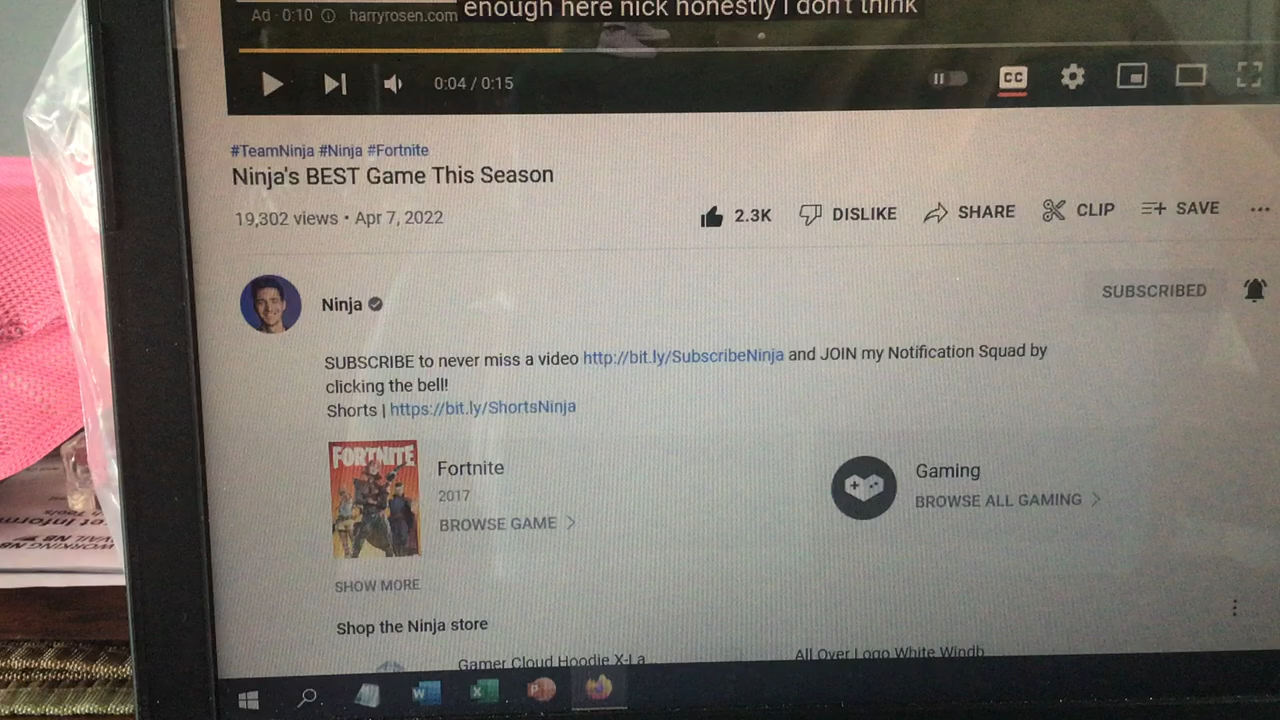 Ad · 0:10 harryrosen.com
enough here nick honestly I don't think
0:04 / 0:15
CC
#TeamNinja #Ninja #Fortnite
Ninja's BEST Game This Season
19,302 views • Apr 7, 2022
2.3K DISLIKE SHARE CLIP SAVE ...
Ninja
SUBSCRIBED
SUBSCRIBE to never miss a video http://bit.ly/SubscribeNinja and JOIN my Notification Squad by
clicking the bell!
Shorts | https://bit.ly/ShortsNinja
FORTNITE
Fortnite
2017
BROWSE GAME
Gaming
BROWSE ALL GAMING
SHOW MORE
Shop the Ninja store
Gamer Cloud Hoodie X-La
All Over Logo White Windb
W
X
P
et Inform
WORKING NB